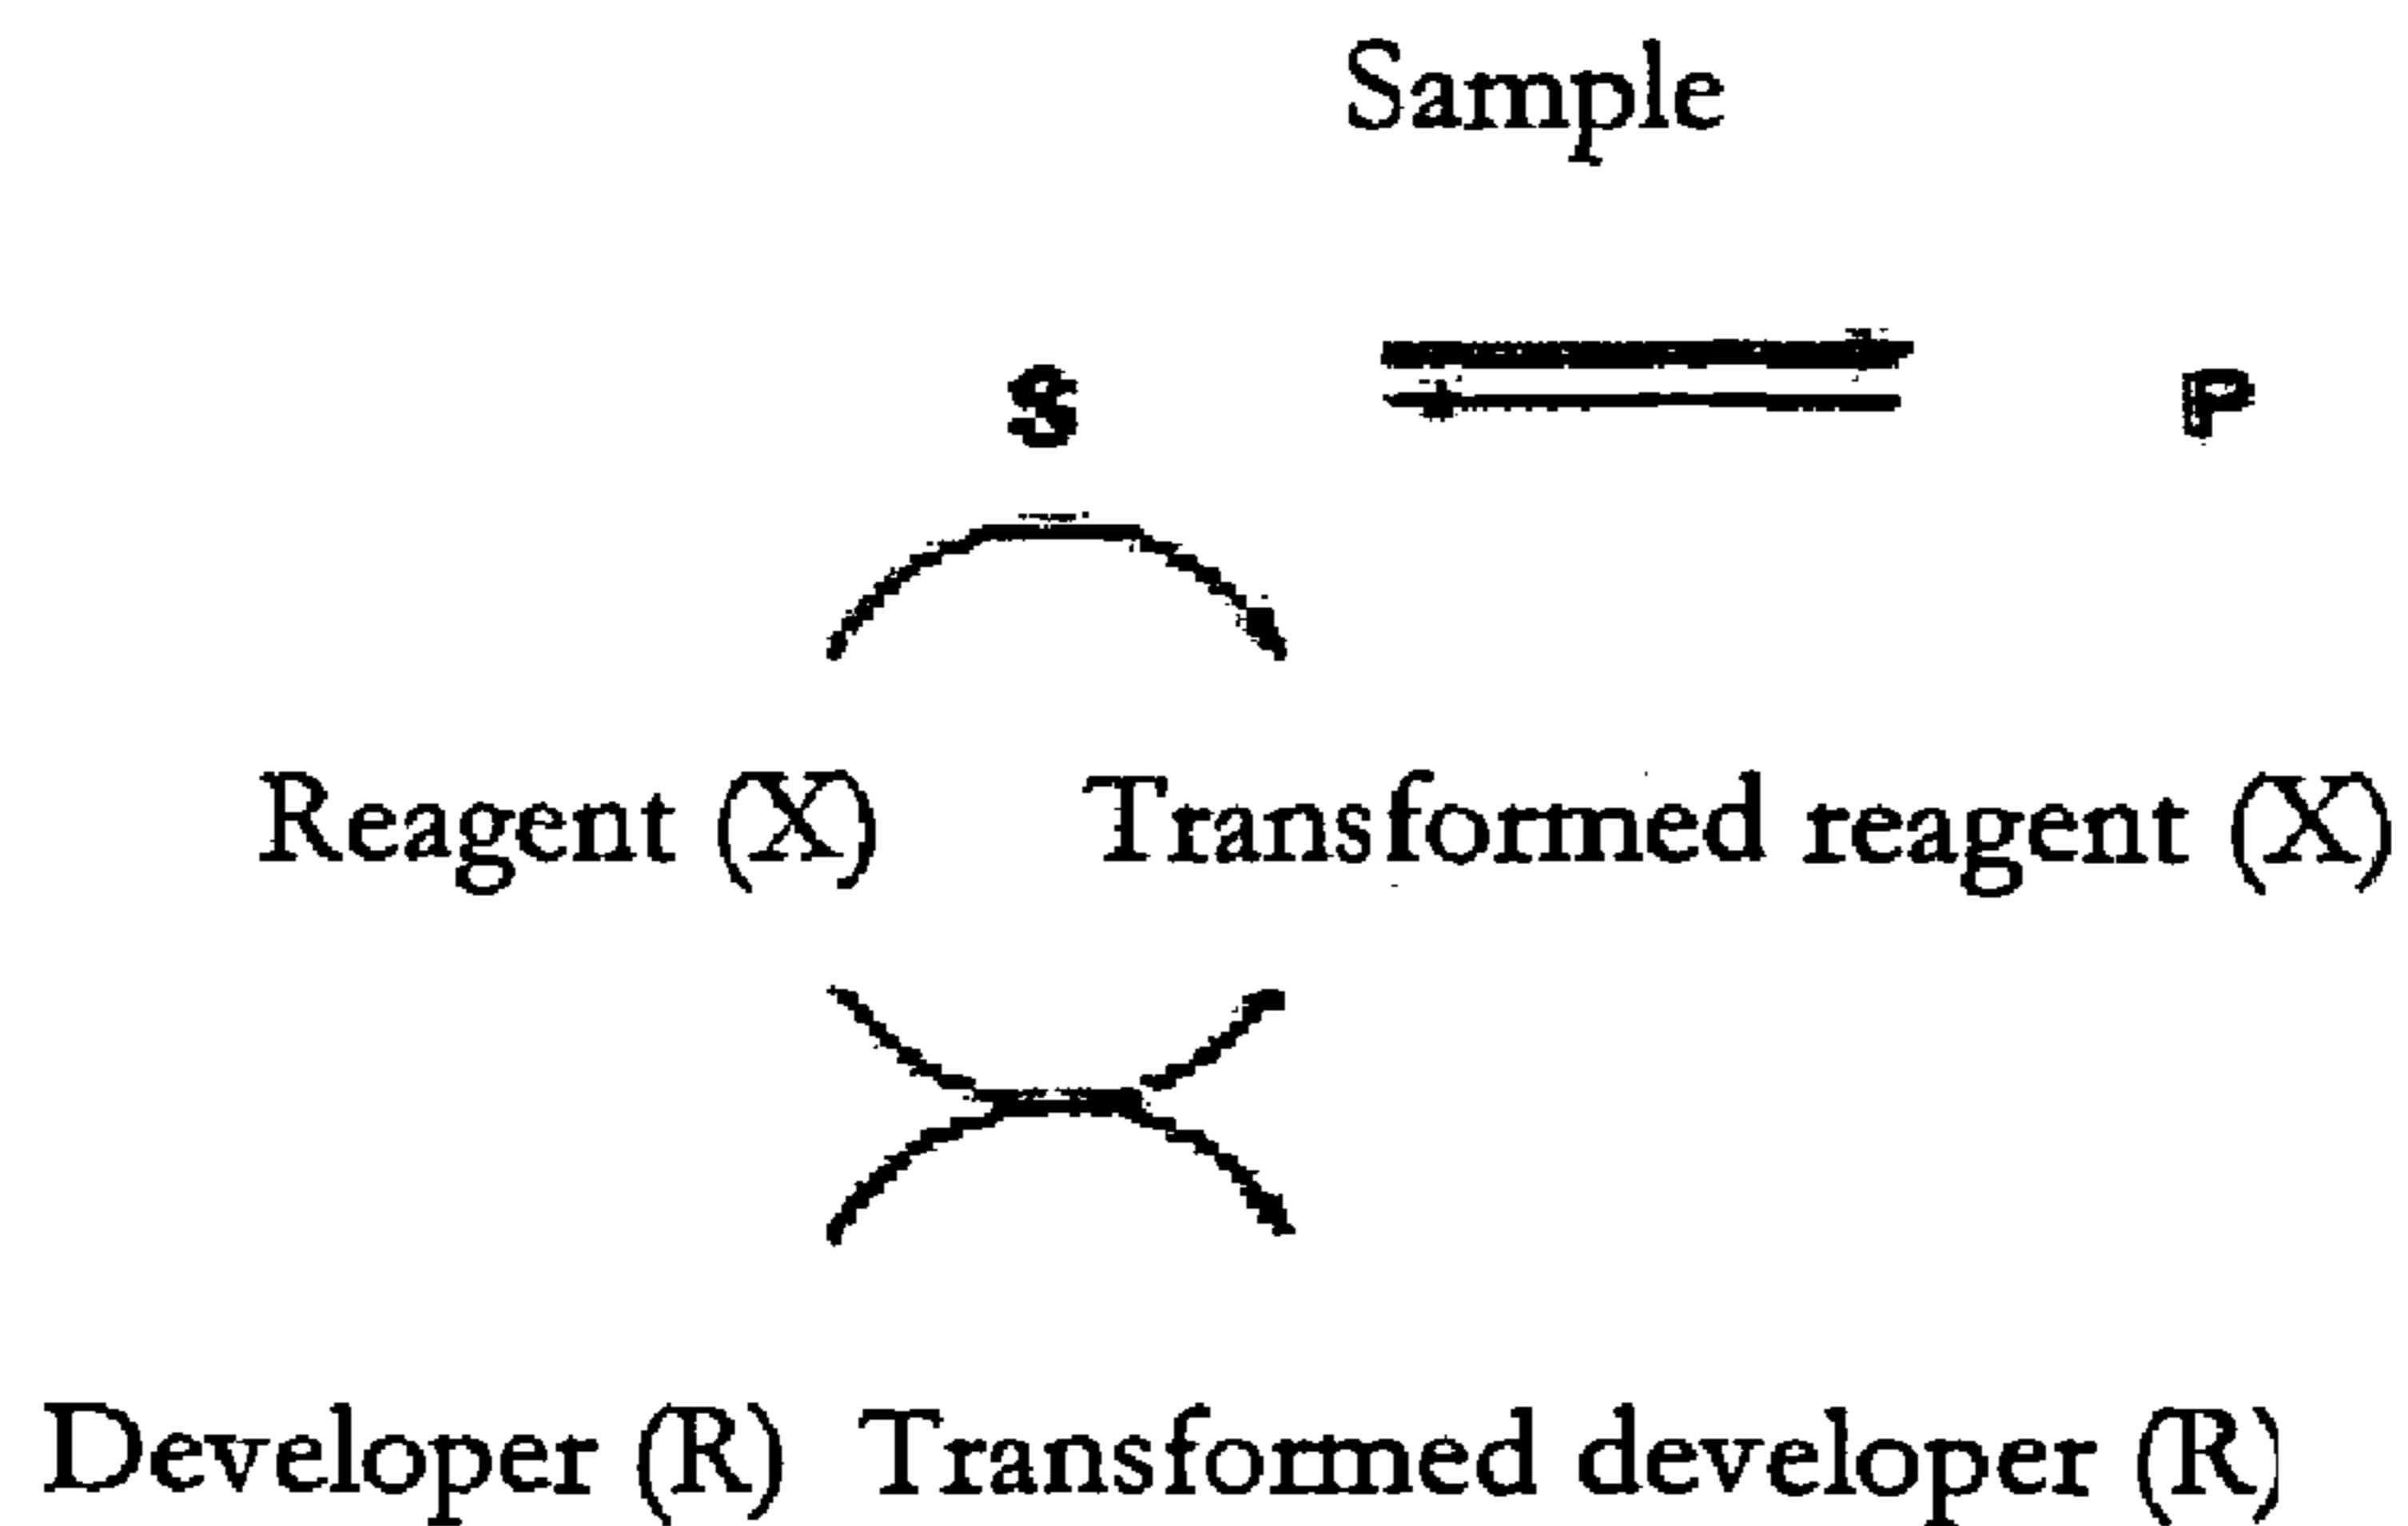 Sample
S P
Reagent (X) Transformed reagent (X)
Developer (R) Transformed developer (R)